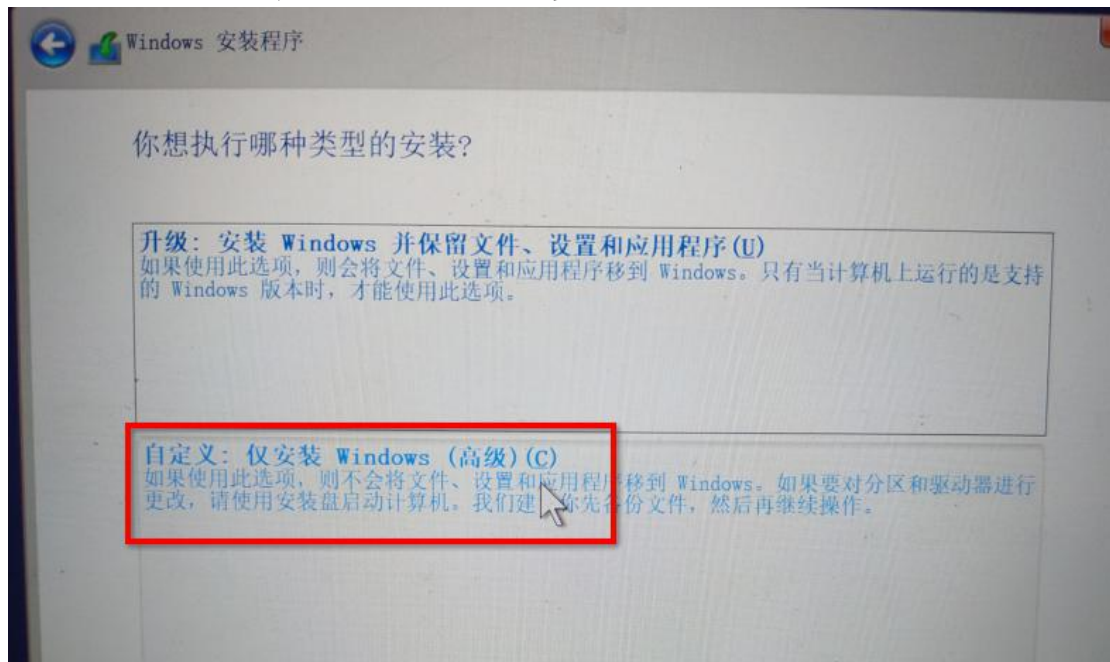 Windows 安装程序
你想执行哪种类型的安装?
升级: 安装 Windows 并保留文件、设置和应用程序(U)
如果使用此选项, 则会将文件、设置和应用程序移到 Windows。只有当计算机上运行的是支持
的 Windows 版本时, 才能使用此选项。
自定义: 仅安装 Windows (高级)(C)
如果使用此选项, 则不会将文件、设置和应用程序移到 Windows。如果要对分区和驱动器进行
更改, 请使用安装盘启动计算机。我们建 你先备份文件, 然后再继续操作。